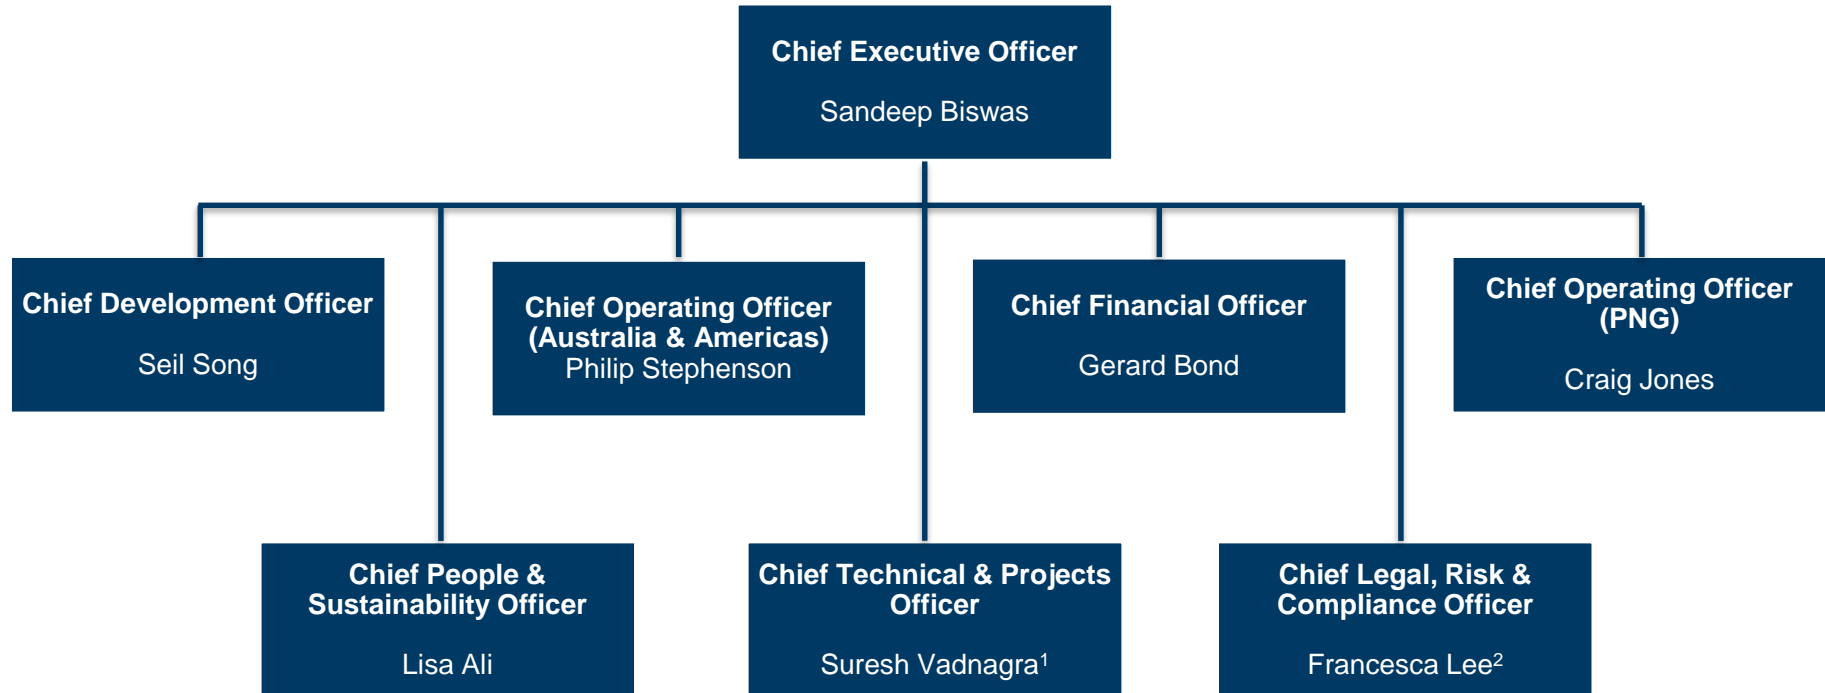 Chief Executive Officer
Sandeep Biswas
Chief Development Officer
Seil Song
Chief Operating Officer
(Australia & Americas)
Philip Stephenson
Chief Financial Officer
Gerard Bond
Chief Operating Officer
(PNG)
Craig Jones
Chief People &
Sustainability Officer
Lisa Ali
Chief Technical & Projects
Officer
Suresh Vadnagra¹
Chief Legal, Risk &
Compliance Officer
Francesca Lee²